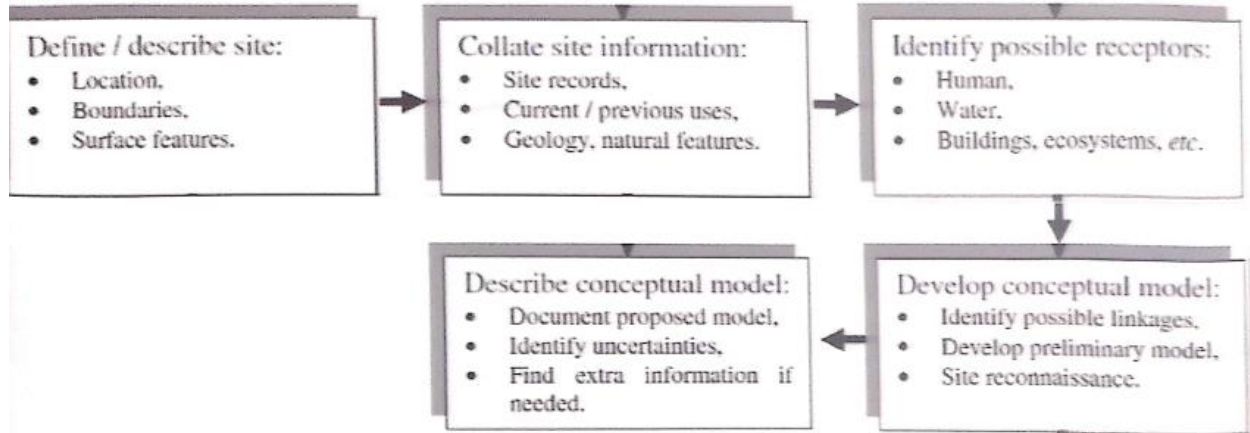 Define / describe site:
• Location,
• Boundaries,
• Surface features.
Collate site information:
• Site records,
• Current / previous uses,
• Geology, natural features.
Identify possible receptors:
• Human,
• Water,
• Buildings, ecosystems, etc.
Develop conceptual model:
• Identify possible linkages,
• Develop preliminary model,
• Site reconnaissance.
Describe conceptual model:
• Document proposed model,
• Identify uncertainties,
• Find extra information if
needed.